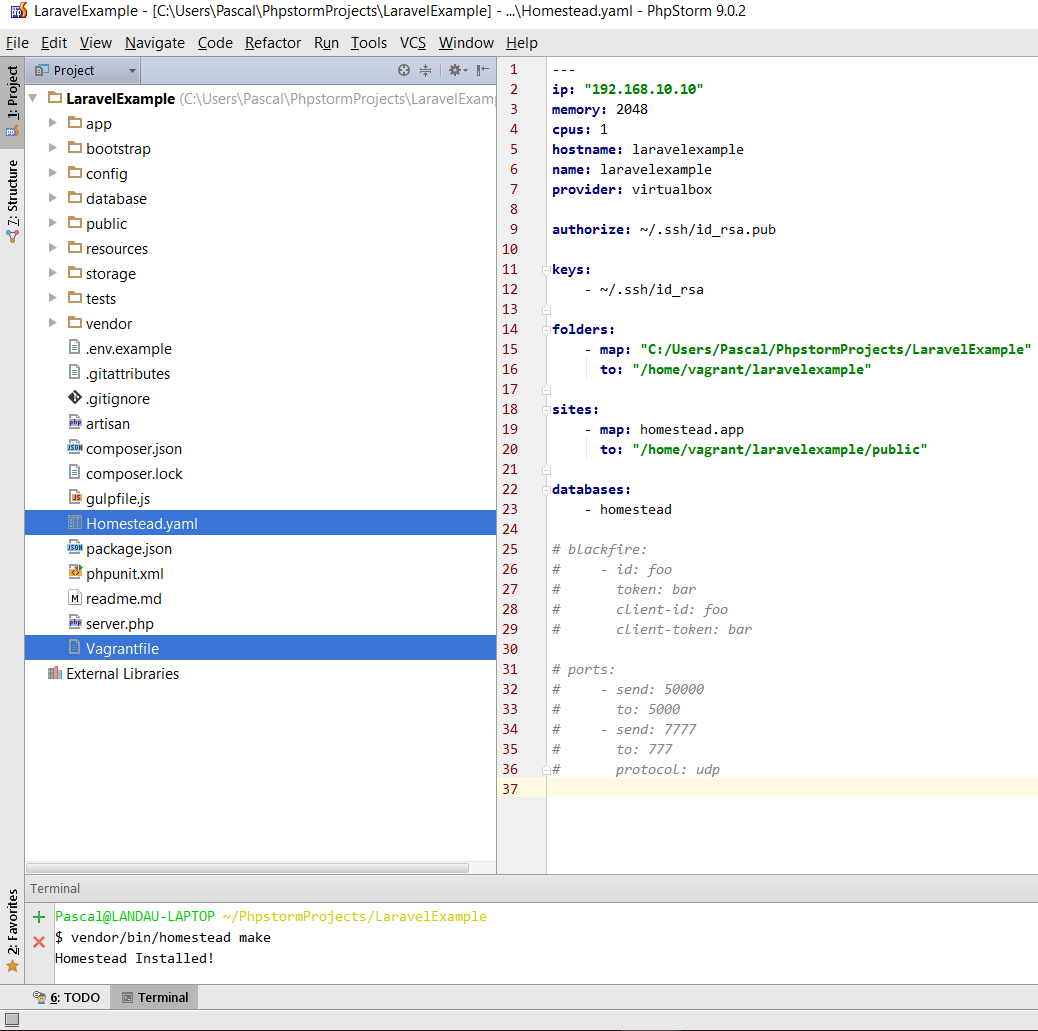 LaravelExample - [C:\Users\Pascal\PhpstormProjects\LaravelExample] - ...\Homestead.yaml - PhpStorm 9.0.2
File Edit View Navigate Code Refactor Run Tools VCS Window Help
1: Project
7: Structure
2: Favorites
Project
LaravelExample (C:\Users\Pascal\PhpstormProjects\LaravelExamp
app
bootstrap
config
database
public
resources
storage
tests
vendor
.env.example
.gitattributes
.gitignore
artisan
composer.json
composer.lock
gulpfile.js
Homestead.yaml
package.json
phpunit.xml
readme.md
server.php
Vagrantfile
External Libraries
1 ---
2 ip: "192.168.10.10"
3 memory: 2048
4 cpus: 1
5 hostname: laravelexample
6 name: laravelexample
7 provider: virtualbox
8
9 authorize: ~/.ssh/id_rsa.pub
10
11 keys:
12 - ~/.ssh/id_rsa
13
14 folders:
15 - map: "C:/Users/Pascal/PhpstormProjects/LaravelExample"
16 to: "/home/vagrant/laravelexample"
17
18 sites:
19 - map: homestead.app
20 to: "/home/vagrant/laravelexample/public"
21
22 databases:
23 - homestead
24
25 # blackfire:
26 # - id: foo
27 # token: bar
28 # client-id: foo
29 # client-token: bar
30
31 # ports:
32 # - send: 50000
33 # to: 5000
34 # - send: 7777
35 # to: 777
36 # protocol: udp
37
Terminal
Pascal@LANDAU-LAPTOP ~/PhpstormProjects/LaravelExample
$ vendor/bin/homestead make
Homestead Installed!
6: TODO Terminal